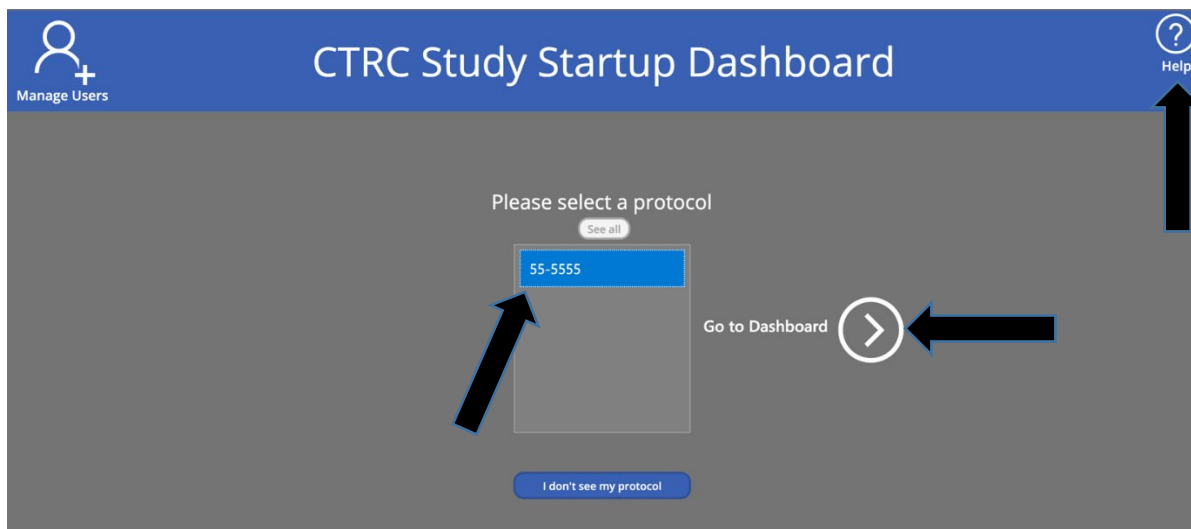 Manage Users
CTRC Study Startup Dashboard
?
Help
Please select a protocol
See all
55-5555
Go to Dashboard
I don't see my protocol